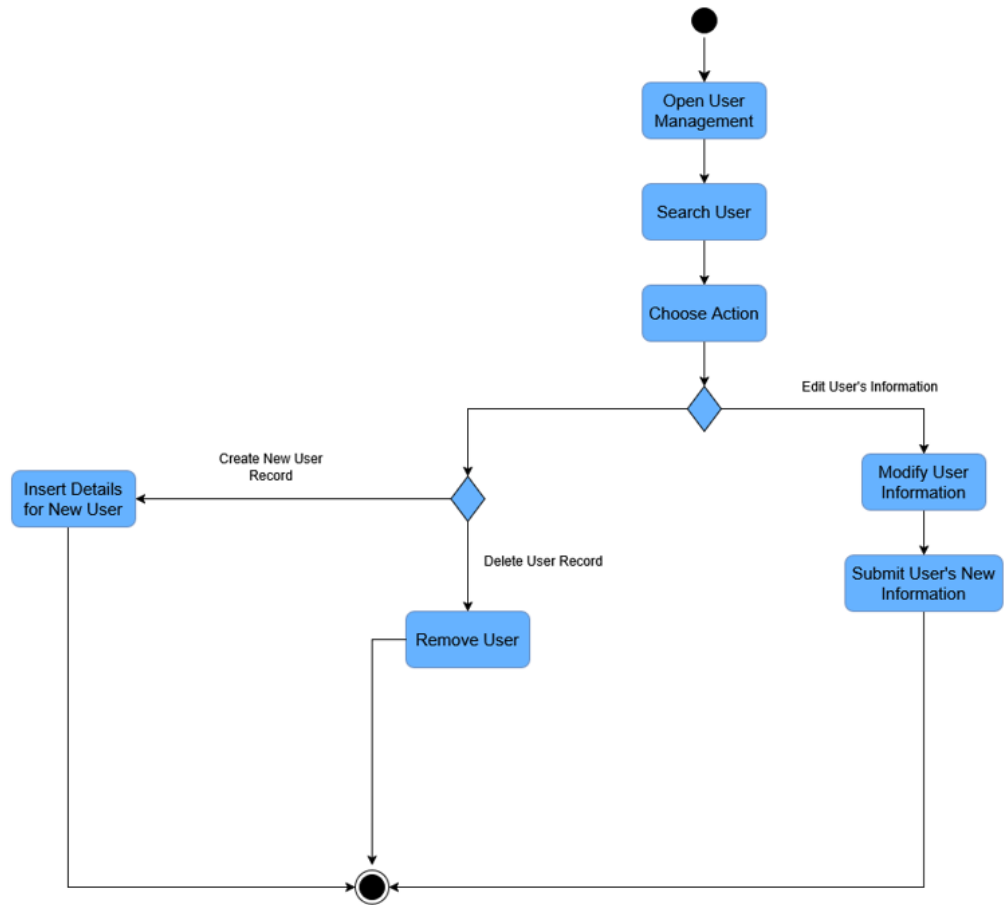 Open User
Management
Search User
Choose Action
Edit User's Information
Create New User
Record
Insert Details
for New User
Modify User
Information
Delete User Record
Submit User's New
Information
Remove User